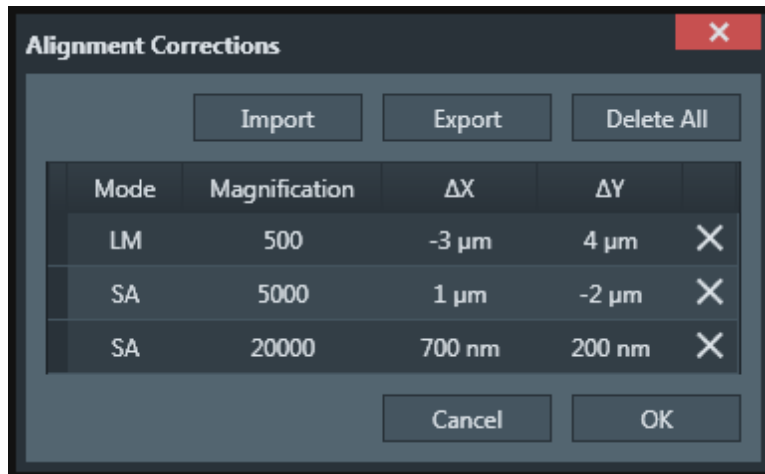 Alignment Corrections
Import Export Delete All
Mode Magnification ΔX ΔY
LM 500 -3 µm 4 µm
SA 5000 1 µm -2 µm
SA 20000 700 nm 200 nm
Cancel OK